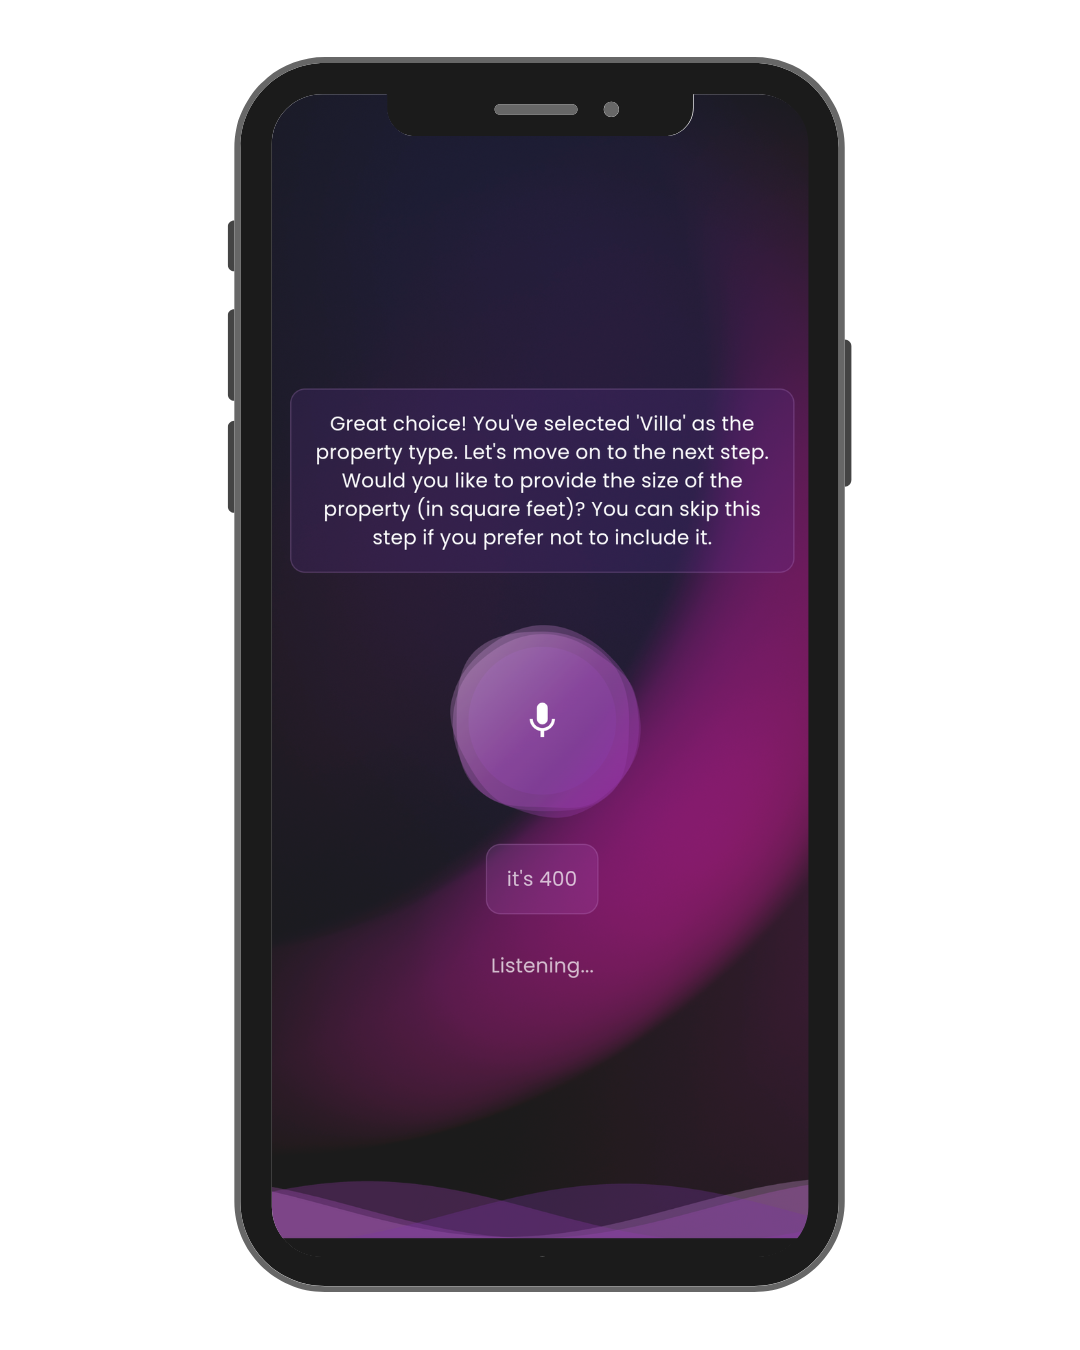 Great choice! You've selected 'Villa' as the
property type. Let's move on to the next step.
Would you like to provide the size of the
property (in square feet)? You can skip this
step if you prefer not to include it.
it's 400
Listening...